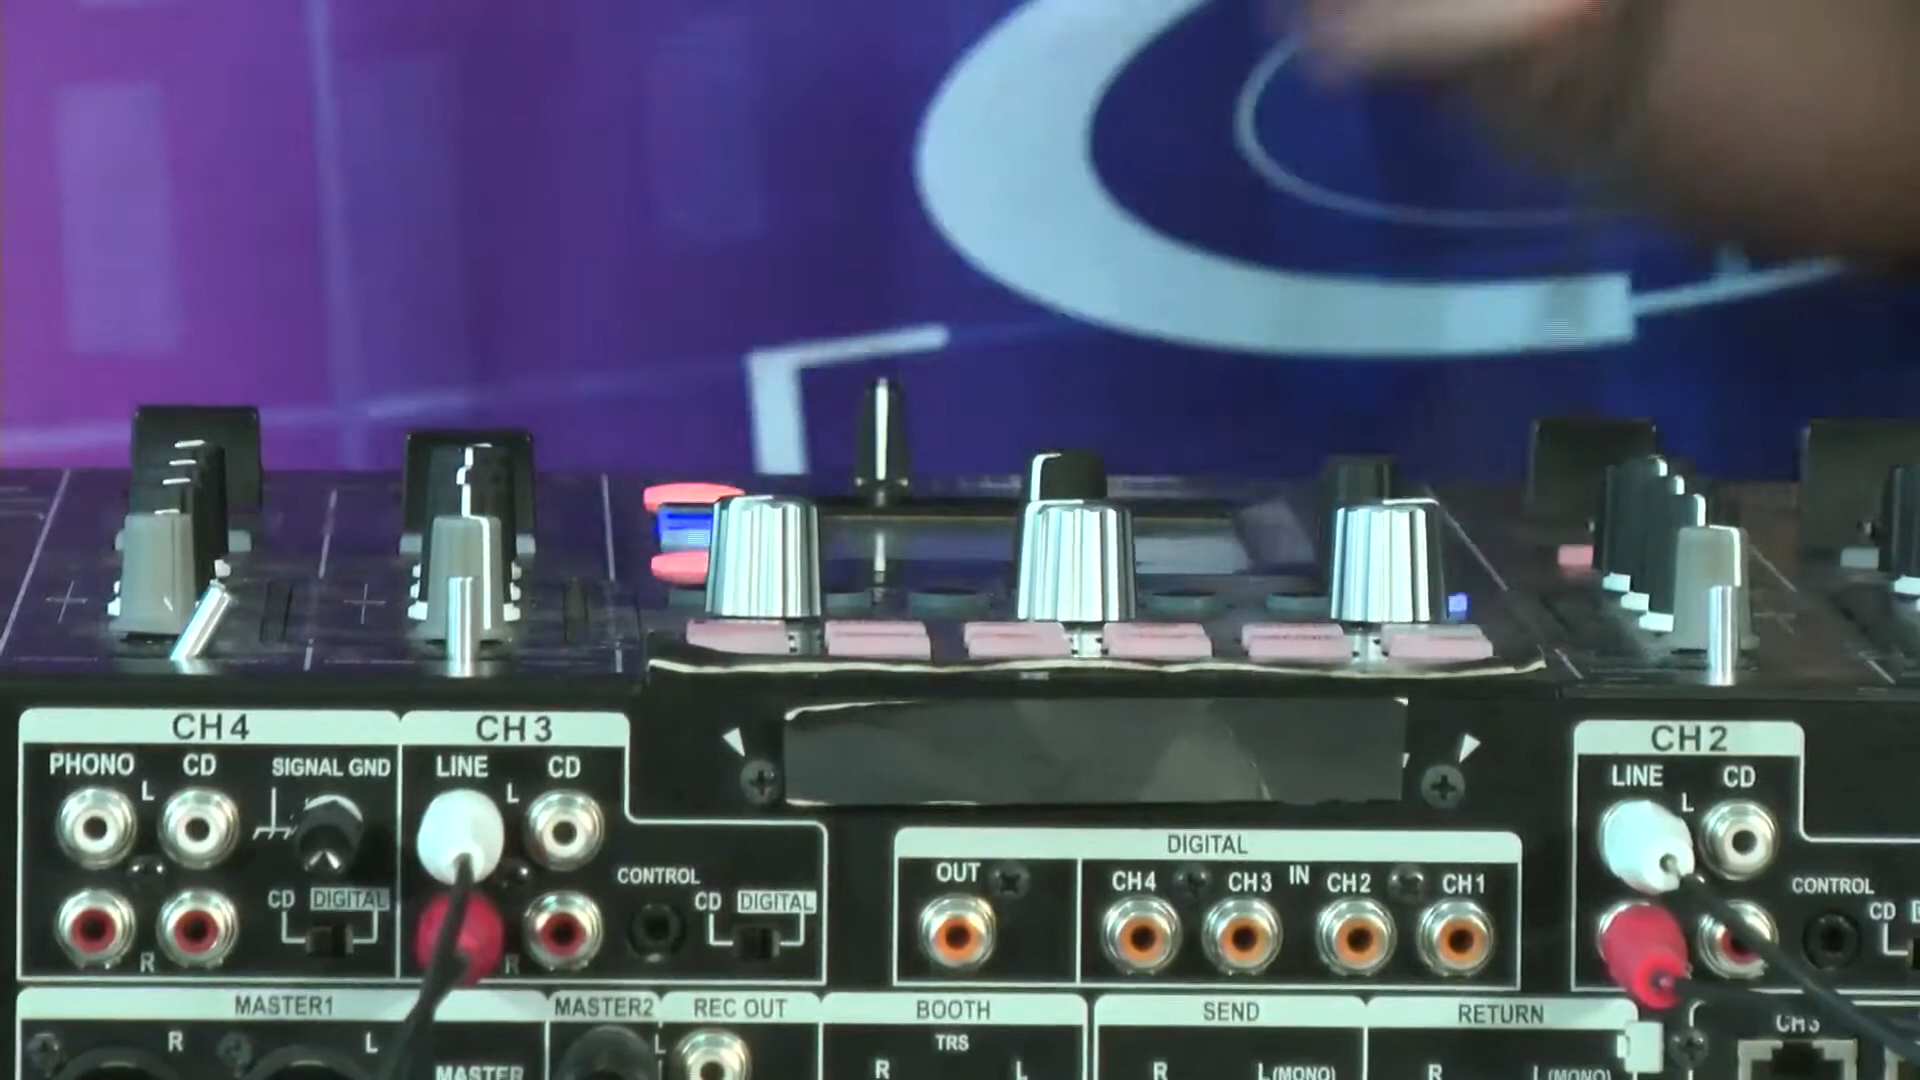 CH4
CH3
CH2
PHONO
CD
SIGNAL GND
LINE
CD
LINE
CD
L
L
L
CONTROL
CD
DIGITAL
CD
DIGITAL
CONTROL
CD
R
R
DIGITAL
OUT
CH4
CH3
IN
CH2
CH1
MASTER1
MASTER2
REC OUT
BOOTH
SEND
RETURN
R
L
L
TRS
MASTER
R
L
R
L(MONO)
R
L(MONO)
CH3